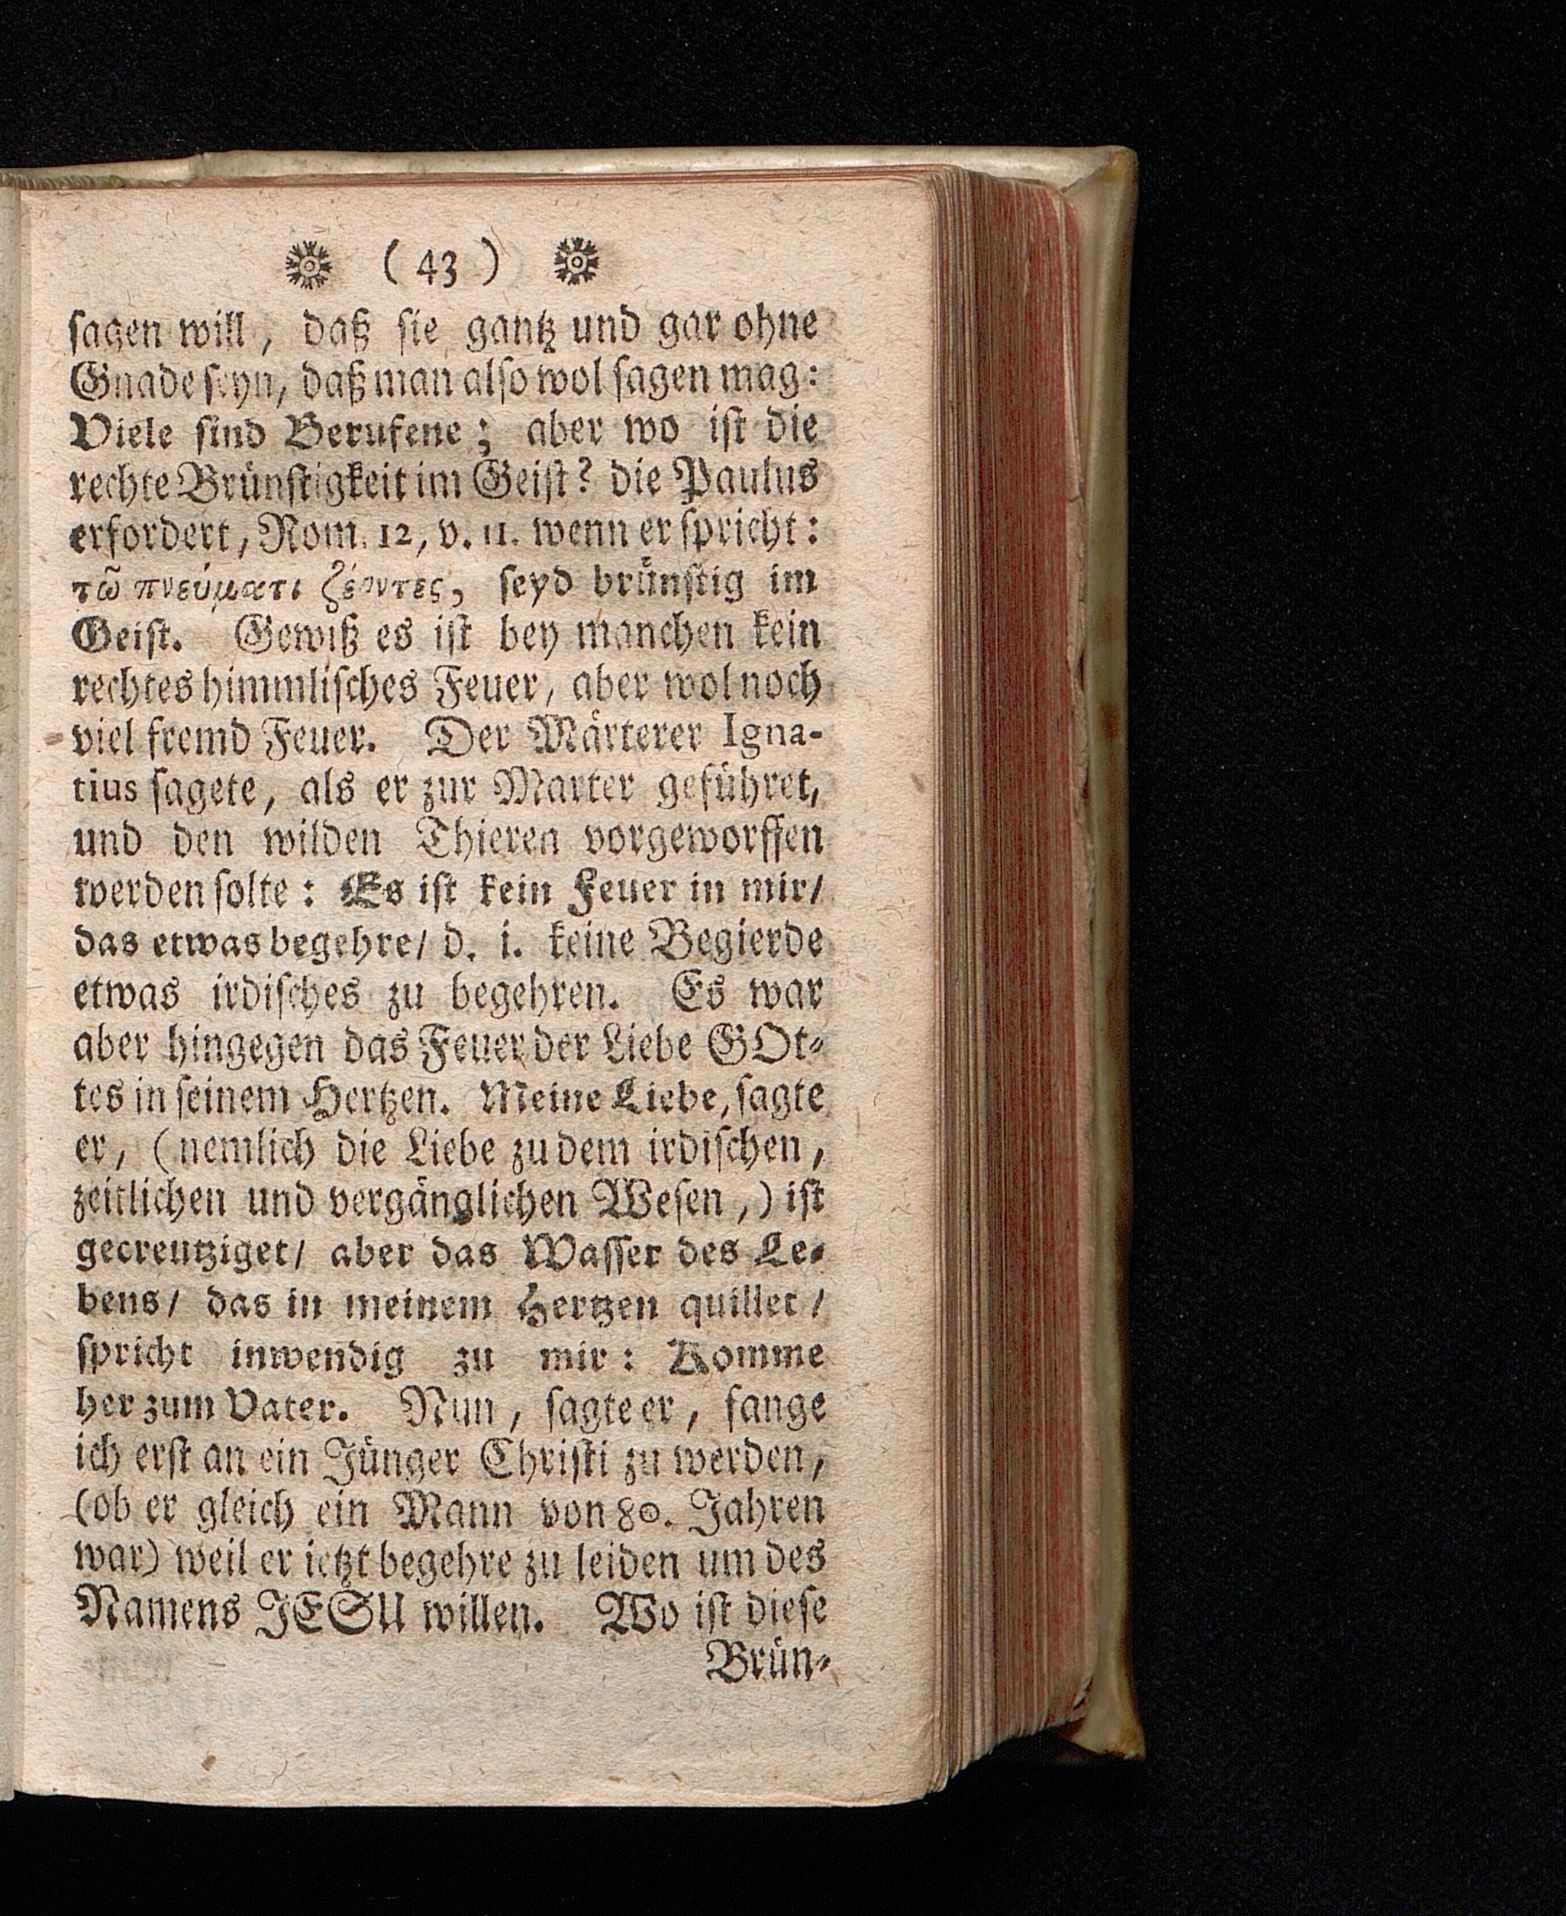 ( 43 )
sagen will, daß sie gantz und gar ohne
Gnade seyn, daß man also wol sagen mag:
Viele sind Berufene; aber wo ist die
rechte Brünstigkeit im Geist? die Paulus
erfordert, Rom. 12, v. 11. wenn er spricht:
τῶ πνεύματι ζέοντες, seyd brünstig im
Geist. Gewiß es ist bey manchen kein
rechtes himmlisches Feuer, aber wol noch
viel fremd Feuer. Der Märterer Igna-
tius sagete, als er zur Marter geführet,
und den wilden Thieren vorgeworffen
werden solte: Es ist kein Feuer in mir/
das etwas begehre/ d. i. keine Begierde
etwas irdisches zu begehren. Es war
aber hingegen das Feuer der Liebe GOt-
tes in seinem Hertzen. Meine Liebe, sagte
er, (nemlich die Liebe zu dem irdischen,
zeitlichen und vergänglichen Wesen,) ist
gecreutziget/ aber das Wasser des Le-
bens/ das in meinem Hertzen quillet/
spricht inwendig zu mir: Komme
her zum Vater. Nun, sagte er, fange
ich erst an ein Jünger Christi zu werden,
(ob er gleich ein Mann von 80. Jahren
war) weil er ietzt begehre zu leiden um des
Namens JESU willen. Wo ist diese
Brün-